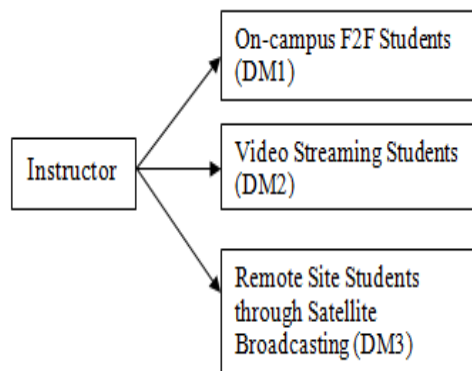 On-campus F2F Students
(DM1)
Instructor
Video Streaming Students
(DM2)
Remote Site Students
through Satellite
Broadcasting (DM3)